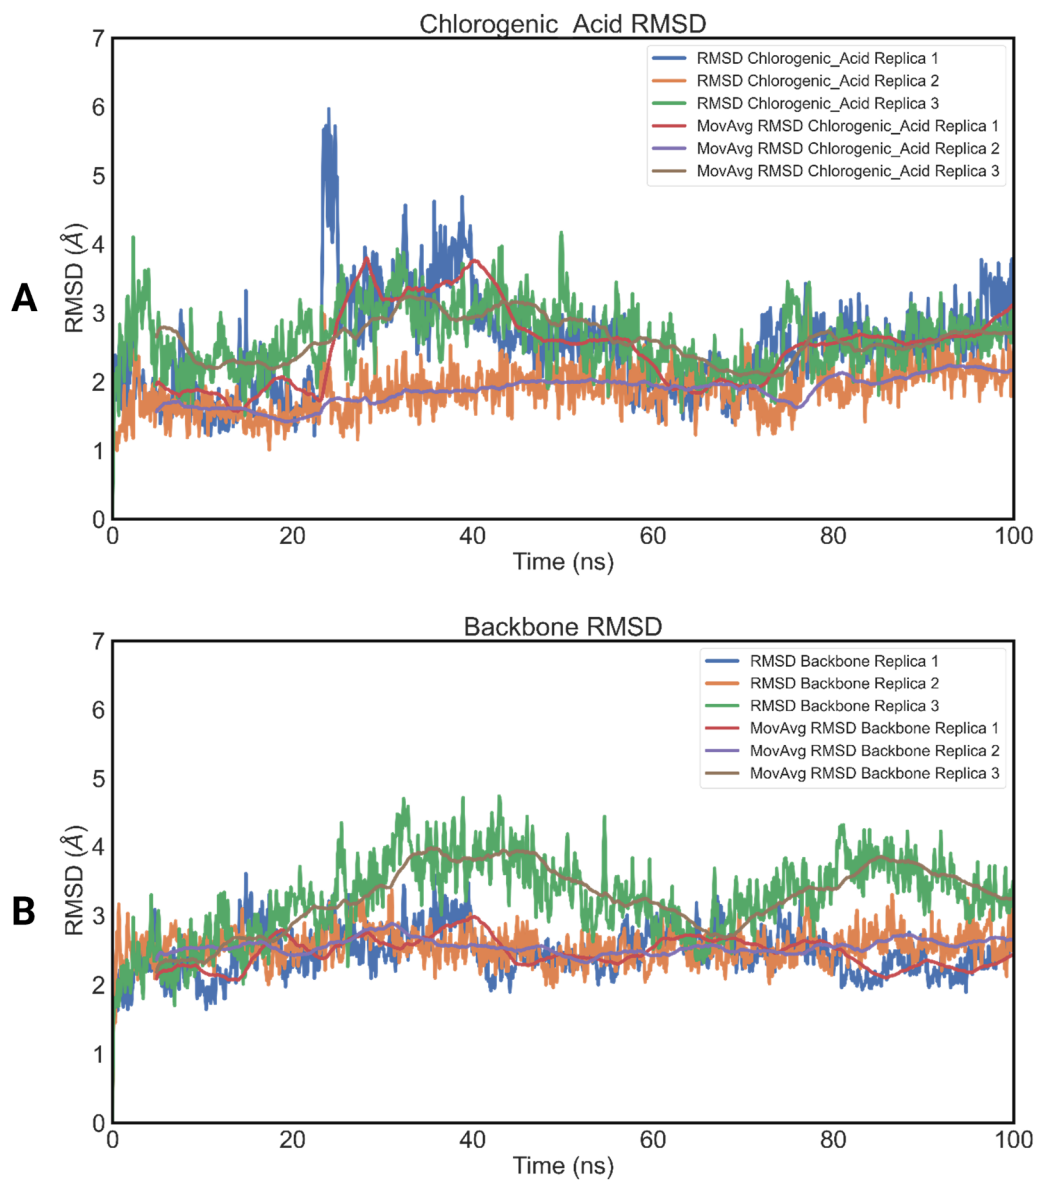 Chlorogenic_Acid RMSD
7
6
5
4
3
2
1
0
RMSD (Å)
A
RMSD Chlorogenic_Acid Replica 1
RMSD Chlorogenic_Acid Replica 2
RMSD Chlorogenic_Acid Replica 3
MovAvg RMSD Chlorogenic_Acid Replica 1
MovAvg RMSD Chlorogenic_Acid Replica 2
MovAvg RMSD Chlorogenic_Acid Replica 3
0 20 40 60 80 100
Time (ns)
Backbone RMSD
7
6
5
4
3
2
1
0
RMSD (Å)
B
RMSD Backbone Replica 1
RMSD Backbone Replica 2
RMSD Backbone Replica 3
MovAvg RMSD Backbone Replica 1
MovAvg RMSD Backbone Replica 2
MovAvg RMSD Backbone Replica 3
0 20 40 60 80 100
Time (ns)